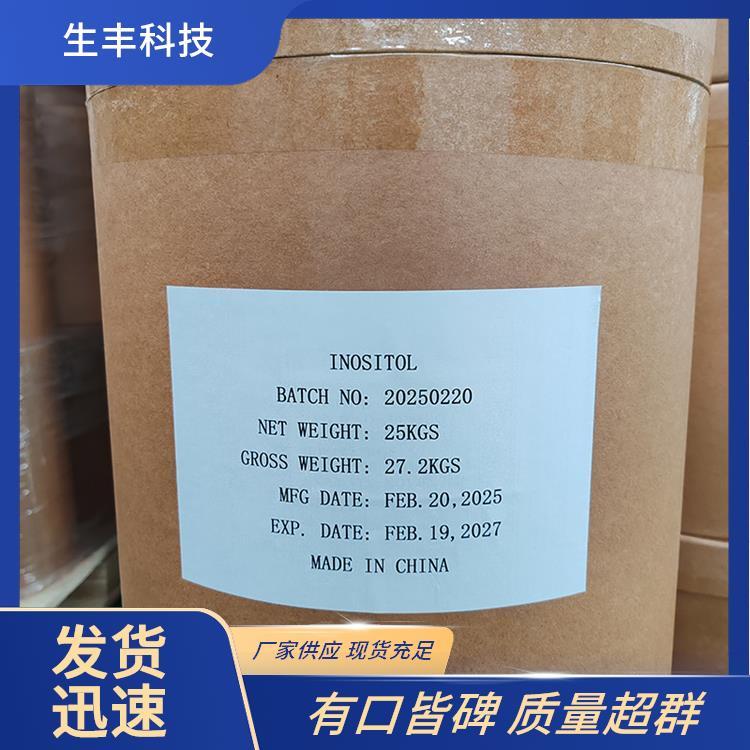 生丰科技
INOSITOL
BATCH NO: 20250220
NET WEIGHT: 25KGS
GROSS WEIGHT: 27.2KGS
MFG DATE: FEB.20,2025
EXP. DATE: FEB.19,2027
MADE IN CHINA
发货
迅速
厂家供应 现货充足
有口皆碑 质量超群